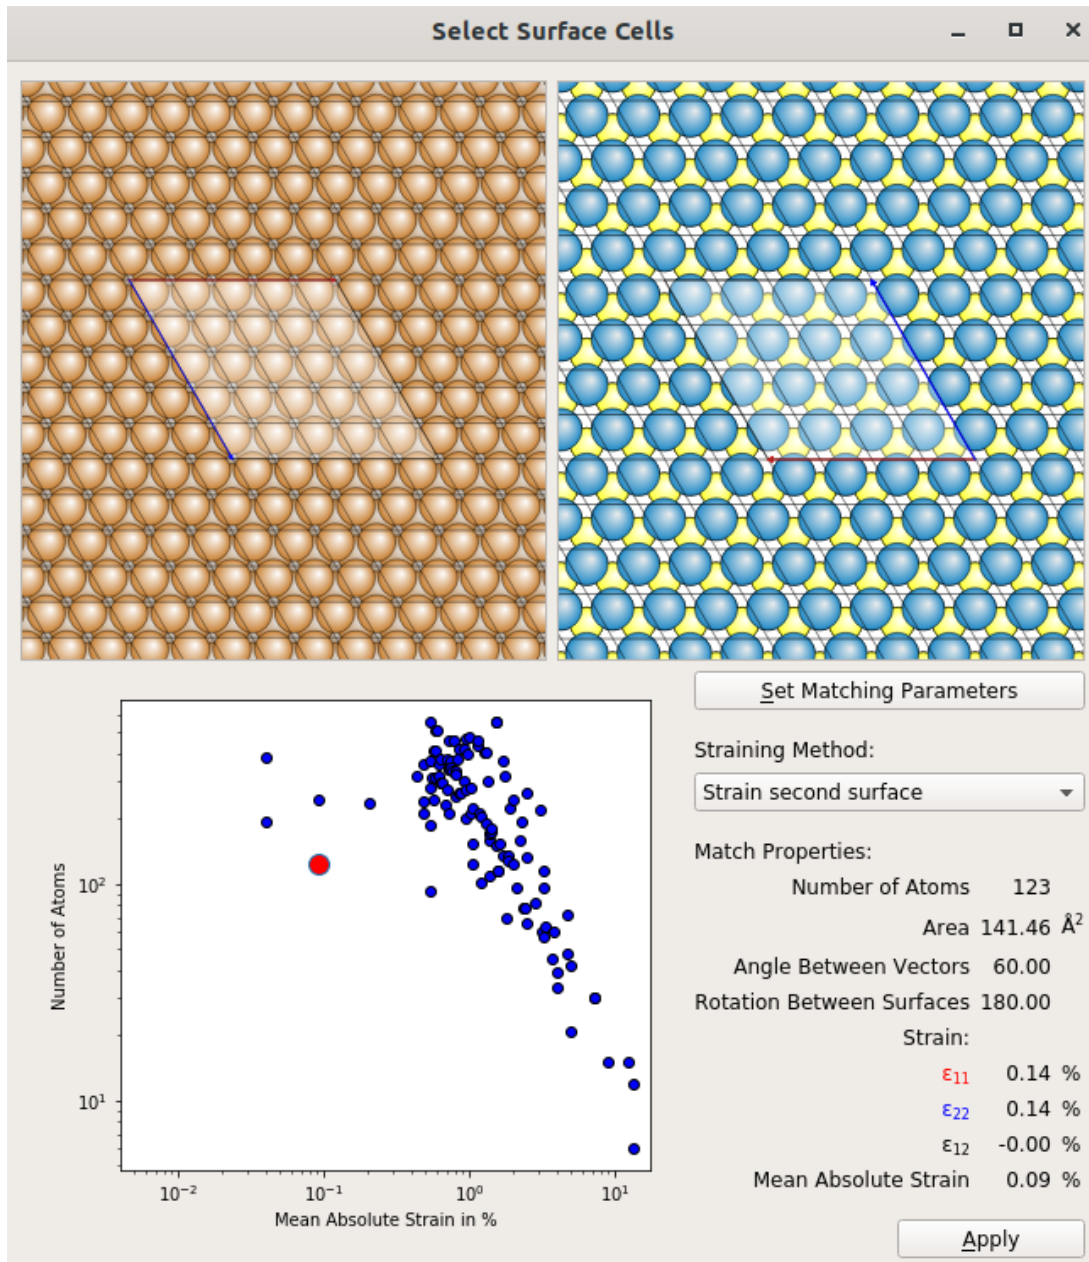 Select Surface Cells
Set Matching Parameters
Straining Method:
Strain second surface
Match Properties:
Number of Atoms 123
Area 141.46 Å²
Angle Between Vectors 60.00
Rotation Between Surfaces 180.00
Strain:
ε₁₁ 0.14 %
ε₂₂ 0.14 %
ε₁₂ -0.00 %
Mean Absolute Strain 0.09 %
Apply
Number of Atoms
10²
10¹
10⁻² 10⁻¹ 10⁰ 10¹
Mean Absolute Strain in %